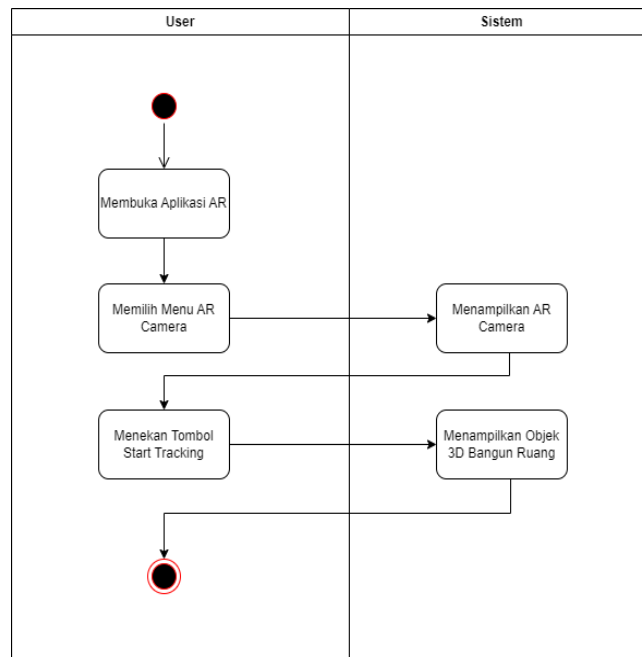 User
Sistem
Membuka Aplikasi AR
Memilih Menu AR
Camera
Menampilkan AR
Camera
Menekan Tombol
Start Tracking
Menampilkan Objek
3D Bangun Ruang